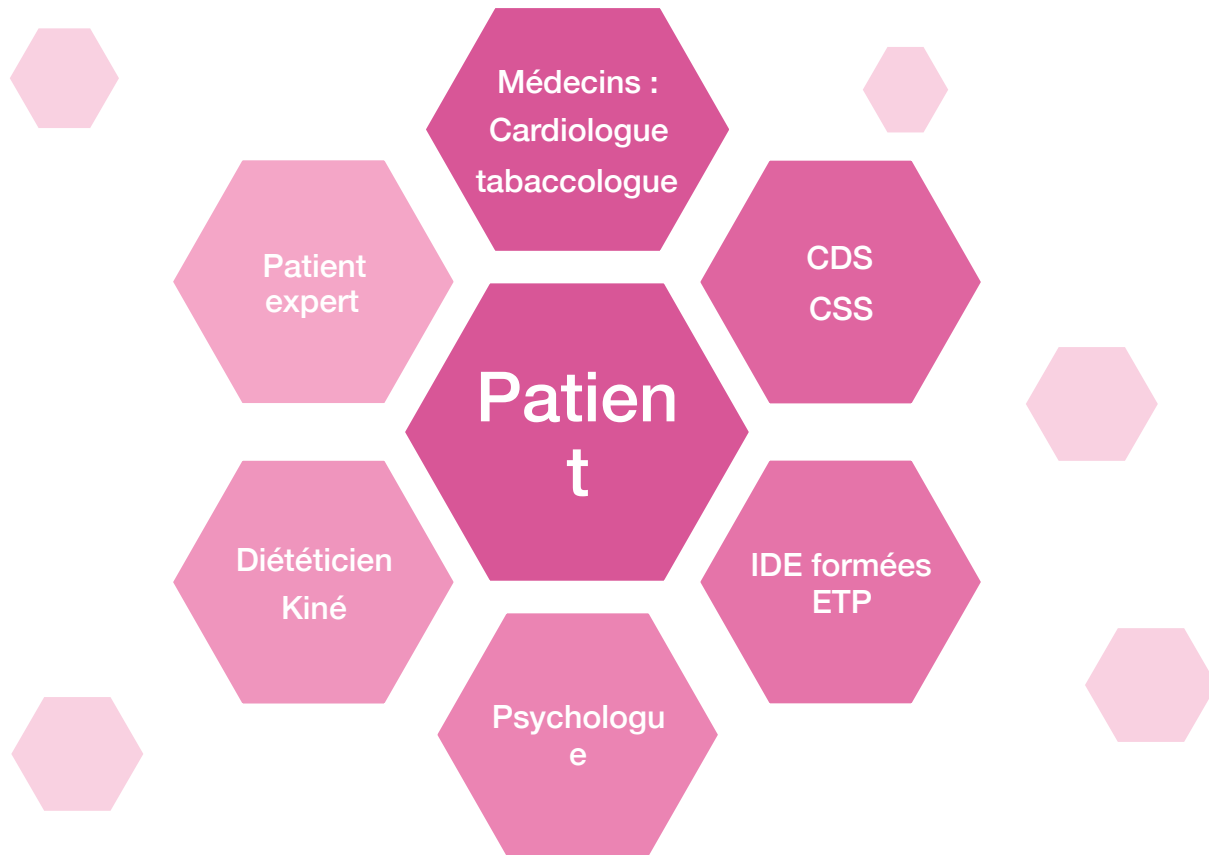 Médecins :
Cardiologue
tabaccologue
CDS
CSS
Patient
expert
Patien
t
IDE formées
ETP
Diététicien
Kiné
Psychologu
e